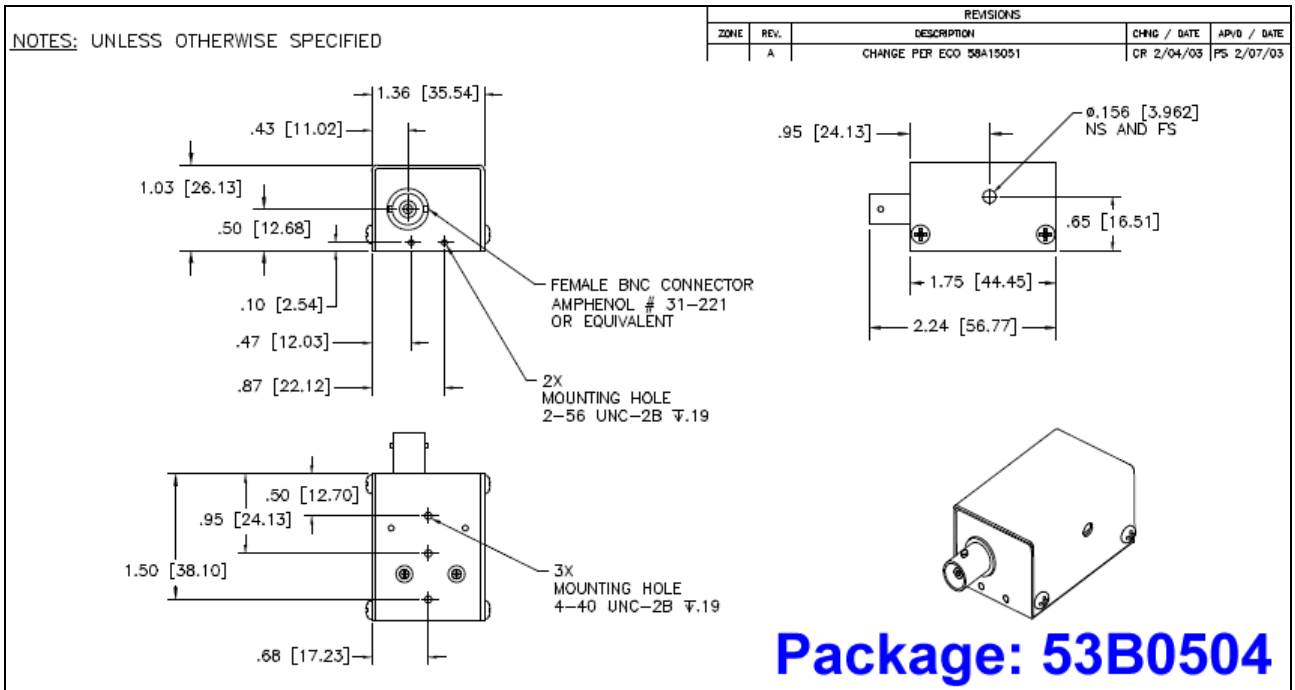 NOTES: UNLESS OTHERWISE SPECIFIED
REVISIONS
ZONE REV. DESCRIPTION CHNG / DATE APVD / DATE
A CHANGE PER ECO 58A15051 CR 2/04/03 PS 2/07/03
1.36 [35.54]
.43 [11.02]
1.03 [26.13]
.50 [12.68]
.10 [2.54]
.47 [12.03]
.87 [22.12]
FEMALE BNC CONNECTOR
AMPHENOL # 31-221
OR EQUIVALENT
2X
MOUNTING HOLE
2-56 UNC-2B ↧.19
.95 [24.13]
ø.156 [3.962]
NS AND FS
.65 [16.51]
1.75 [44.45]
2.24 [56.77]
.50 [12.70]
.95 [24.13]
1.50 [38.10]
.68 [17.23]
3X
MOUNTING HOLE
4-40 UNC-2B ↧.19
Package: 53B0504